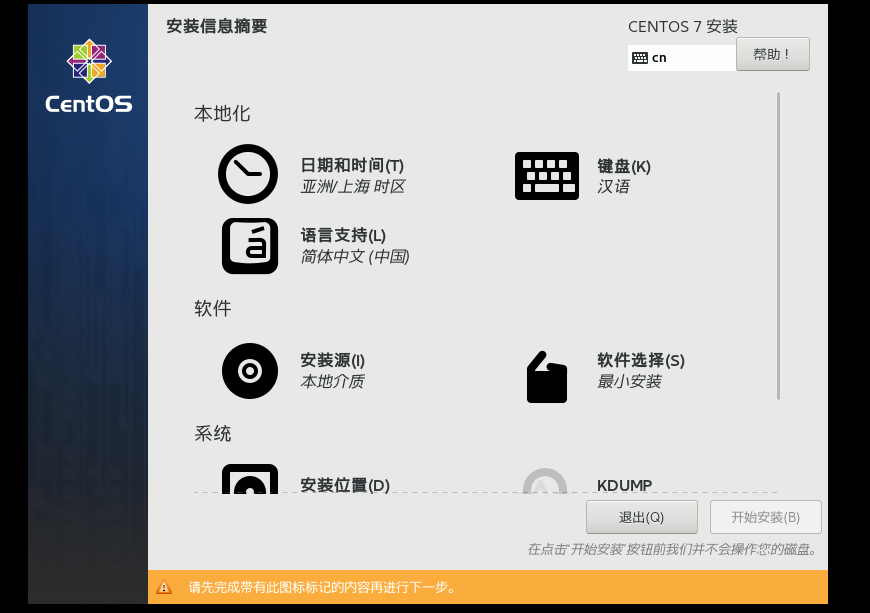 安装信息摘要
CENTOS 7 安装
cn
帮助！
CentOS
本地化
日期和时间(T)
亚洲/上海 时区
键盘(K)
汉语
语言支持(L)
简体中文 (中国)
软件
安装源(I)
本地介质
软件选择(S)
最小安装
系统
安装位置(D)
KDUMP
退出(Q)
开始安装(B)
在点击'开始安装'按钮前我们并不会操作您的磁盘。
请先完成带有此图标标记的内容再进行下一步。